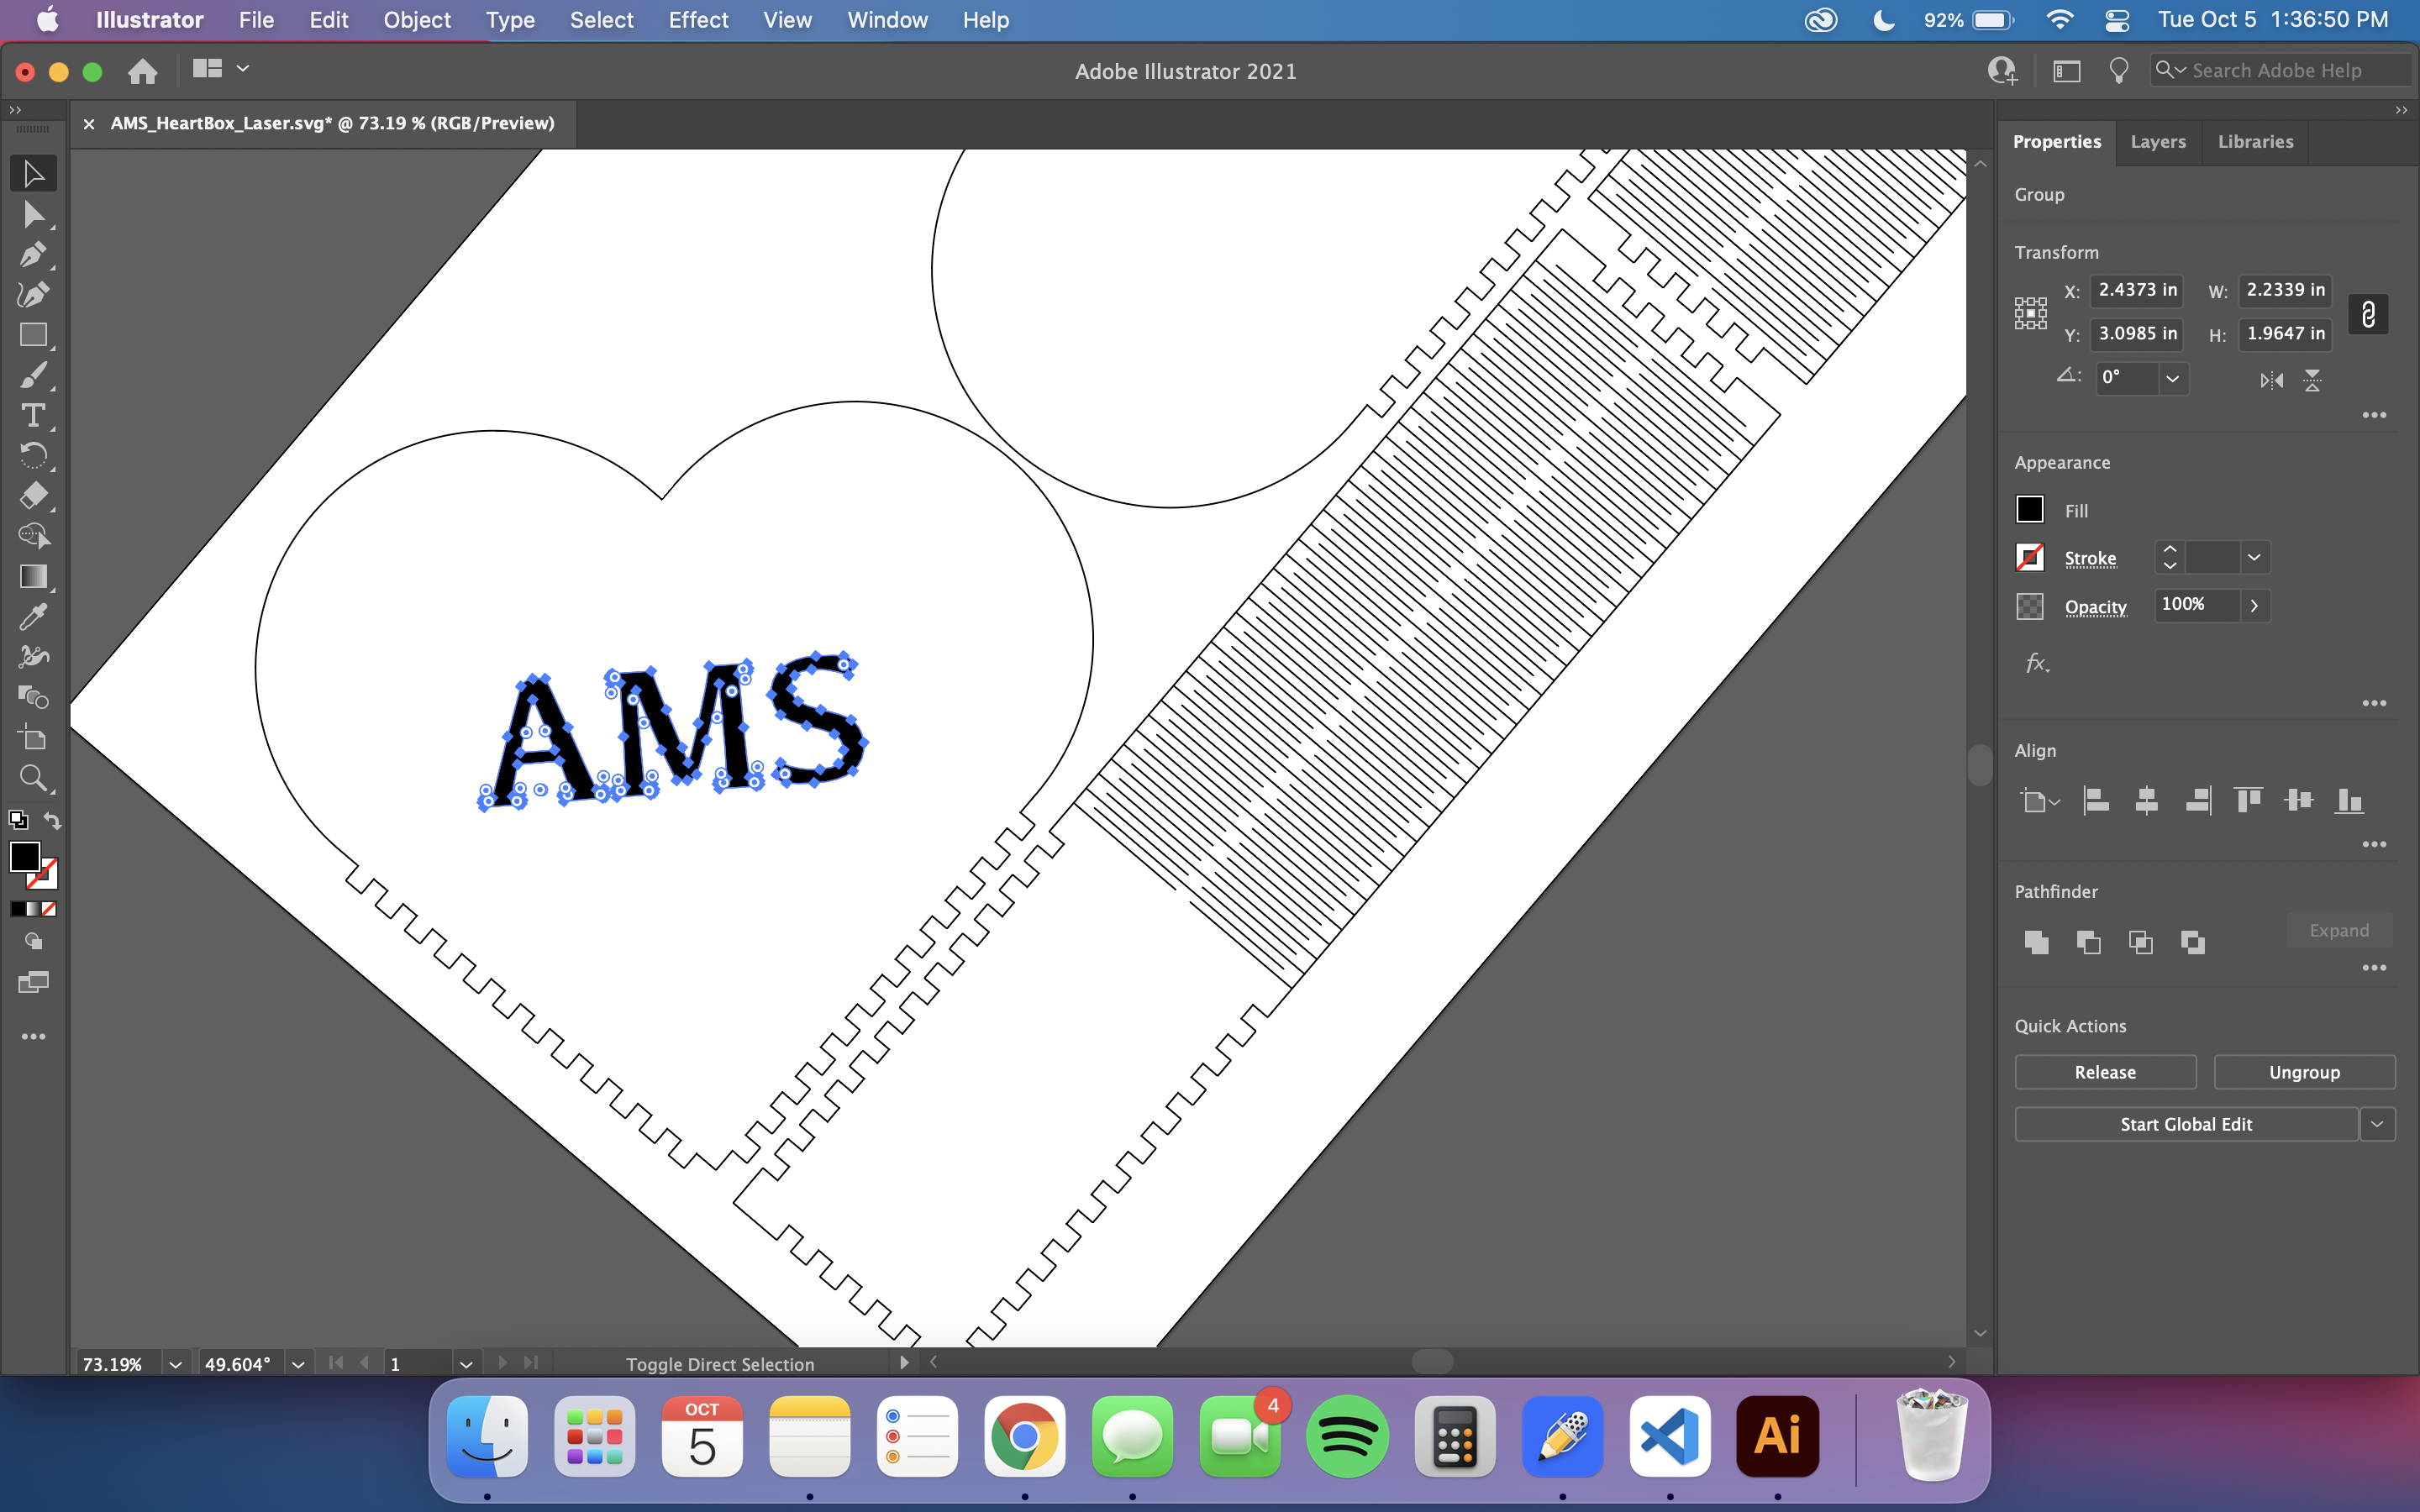 Illustrator File Edit Object Type Select Effect View Window Help 92% Tue Oct 5 1:36:50 PM
Adobe Illustrator 2021
Search Adobe Help
AMS_HeartBox_Laser.svg* @ 73.19 % (RGB/Preview)
Properties Layers Libraries
Group
Transform
X: 2.4373 in W: 2.2339 in
Y: 3.0985 in H: 1.9647 in
0°
Appearance
Fill
Stroke
Opacity 100%
fx.
AMS
Align
Pathfinder
Expand
Quick Actions
Release Ungroup
Start Global Edit
73.19% 49.604° 1 Toggle Direct Selection
OCT
5
4
Ai